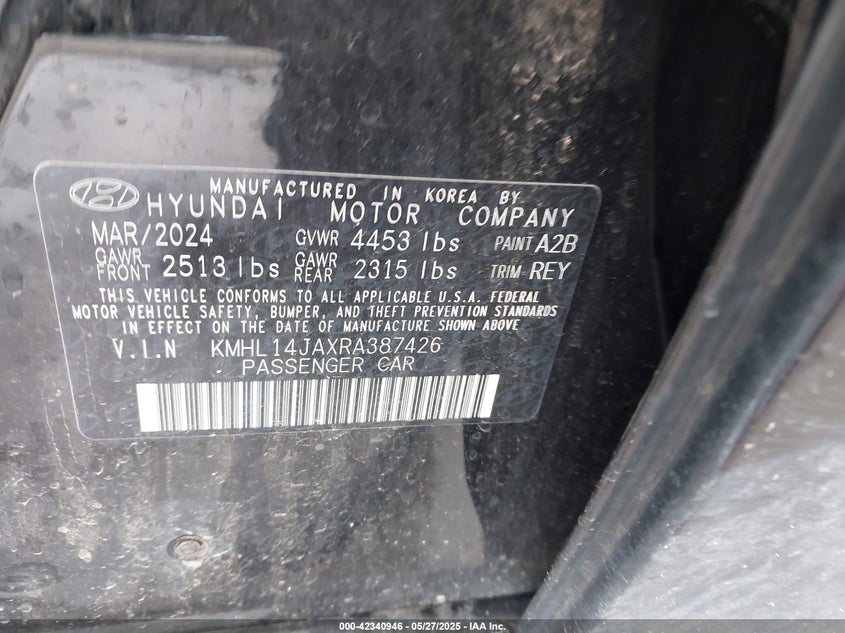 MANUFACTURED IN KOREA BY
HYUNDAI MOTOR COMPANY
MAR/2024 GVWR 4453 lbs PAINT A2B
GAWR FRONT 2513 lbs GAWR REAR 2315 lbs TRIM REY
THIS VEHICLE CONFORMS TO ALL APPLICABLE U.S.A. FEDERAL
MOTOR VEHICLE SAFETY, BUMPER, AND THEFT PREVENTION STANDARDS
IN EFFECT ON THE DATE OF MANUFACTURE SHOWN ABOVE
V.I.N KMHL14JAXRA387426
PASSENGER CAR
000-42340946 - 05/27/2025 - IAA Inc.